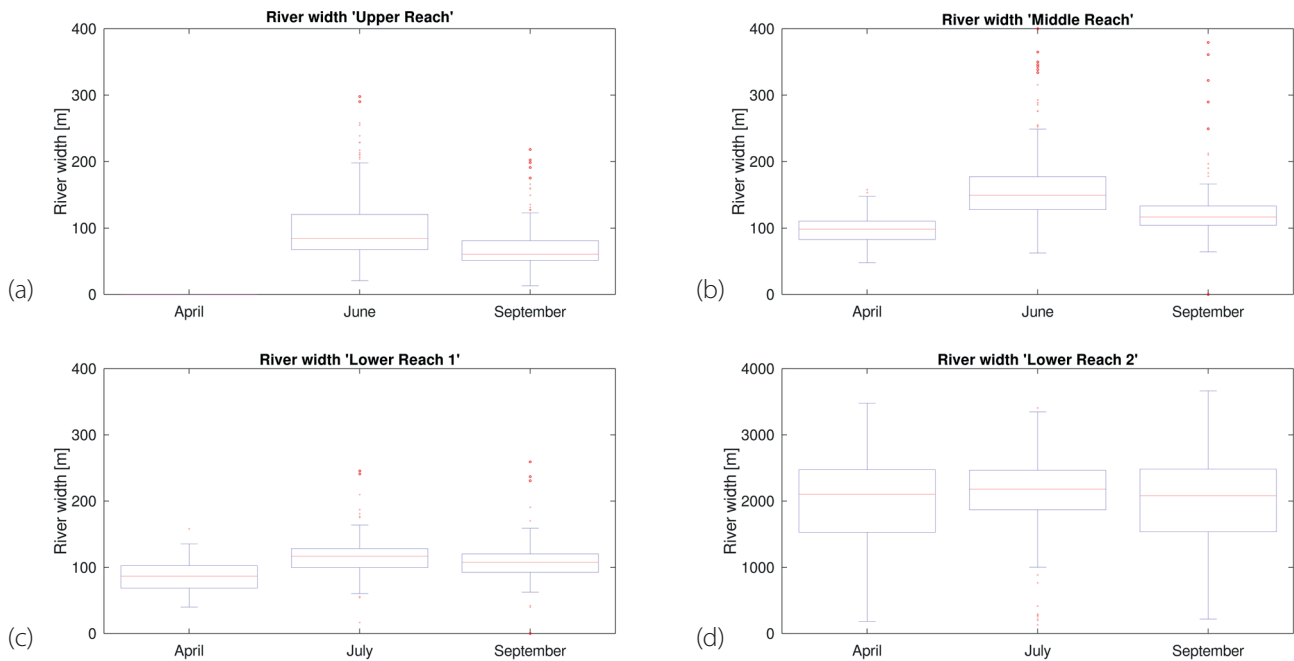 River width 'Upper Reach'
400
300
200
100
0
River width [m]
April
June
September
(a)
River width 'Middle Reach'
400
300
200
100
0
River width [m]
April
June
September
(b)
River width 'Lower Reach 1'
400
300
200
100
0
River width [m]
April
July
September
(c)
River width 'Lower Reach 2'
4000
3000
2000
1000
0
River width [m]
April
July
September
(d)